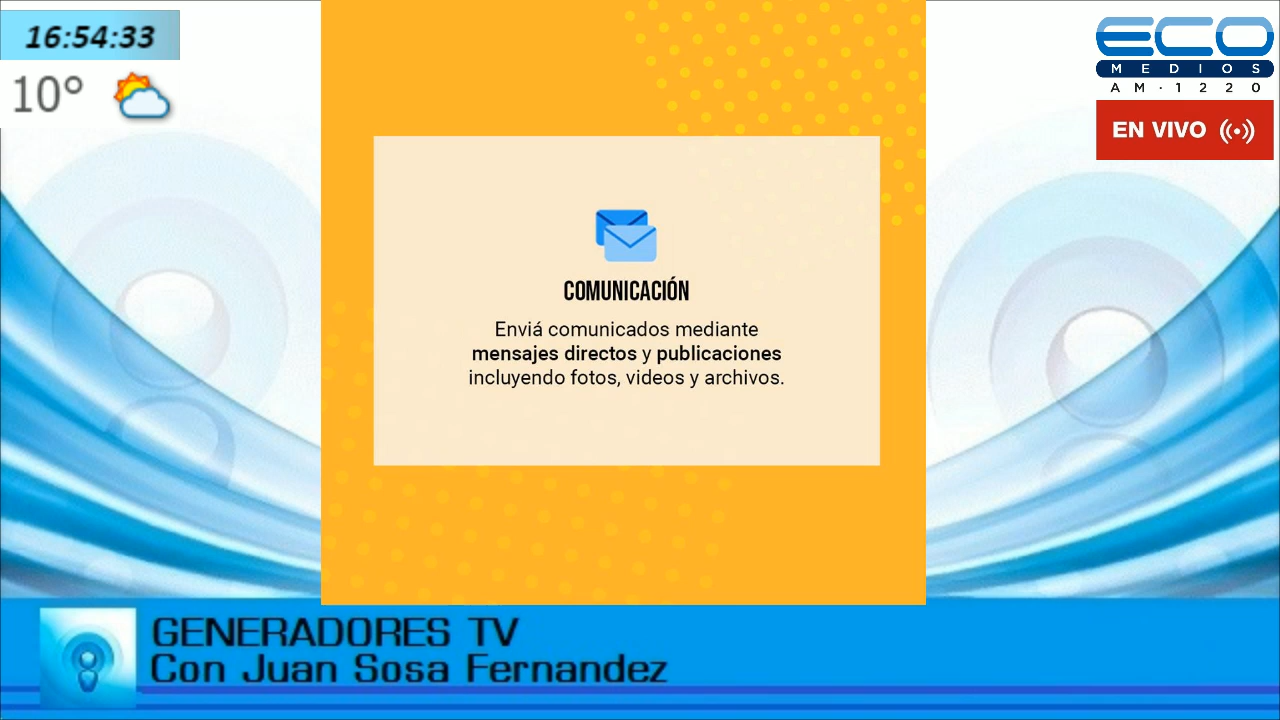 16:54:33
10°
ECO
MEDIOS
AM·1220
EN VIVO
COMUNICACIÓN
Enviá comunicados mediante
mensajes directos y publicaciones
incluyendo fotos, videos y archivos.
GENERADORES TV
Con Juan Sosa Fernandez